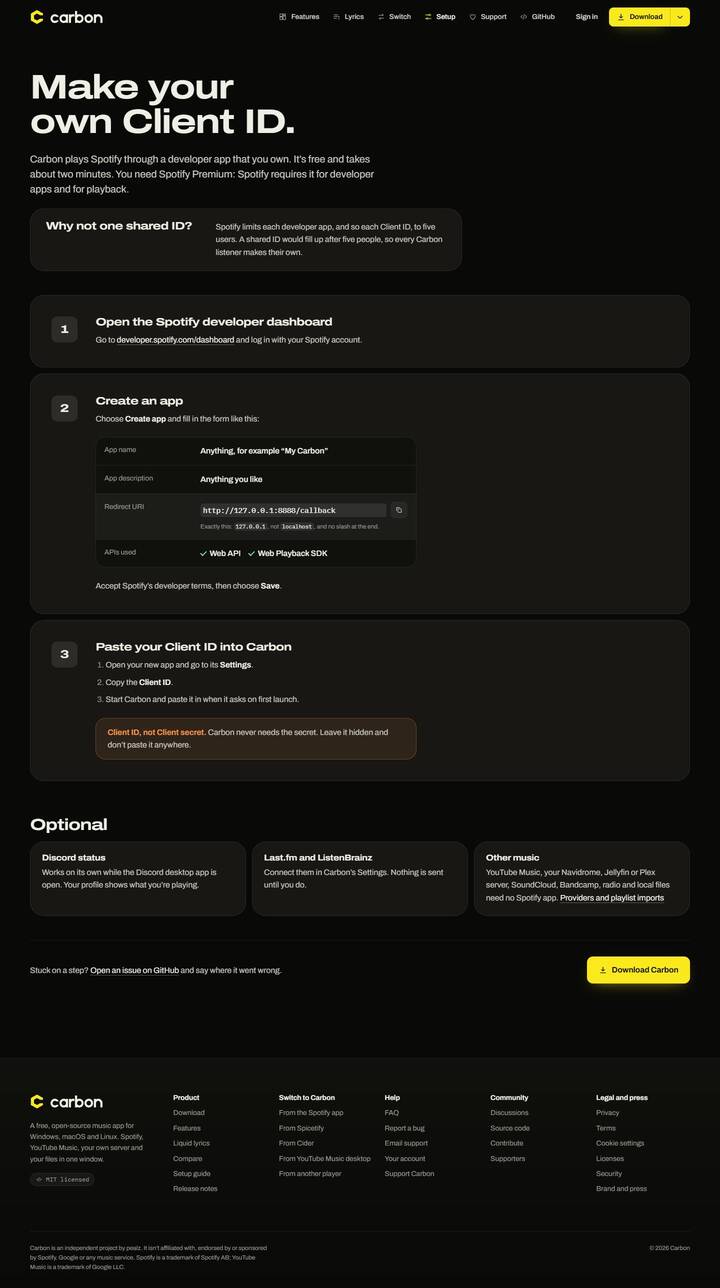 carbon
Features
Lyrics
Switch
Setup
Support
GitHub
Sign in
Download
Make your
own Client ID.
Carbon plays Spotify through a developer app that you own. It's free and takes
about two minutes. You need Spotify Premium: Spotify requires it for developer
apps and for playback.
Why not one shared ID?
Spotify limits each developer app, and so each Client ID, to five
users. A shared ID would fill up after five people, so every Carbon
listener makes their own.
1
Open the Spotify developer dashboard
Go to developer.spotify.com/dashboard and log in with your Spotify account.
2
Create an app
Choose Create app and fill in the form like this:
App name
Anything, for example “My Carbon”
App description
Anything you like
Redirect URI
http://127.0.0.1:8888/callback
Exactly this: 127.0.0.1, not localhost, and no slash at the end.
APIs used
Web API
Web Playback SDK
Accept Spotify's developer terms, then choose Save.
3
Paste your Client ID into Carbon
1. Open your new app and go to its Settings.
2. Copy the Client ID.
3. Start Carbon and paste it in when it asks on first launch.
Client ID, not Client secret. Carbon never needs the secret. Leave it hidden and
don't paste it anywhere.
Optional
Discord status
Works on its own while the Discord desktop app is
open. Your profile shows what you're playing.
Last.fm and ListenBrainz
Connect them in Carbon's Settings. Nothing is sent
until you do.
Other music
YouTube Music, your Navidrome, Jellyfin or Plex
server, SoundCloud, Bandcamp, radio and local files
need no Spotify app. Providers and playlist imports
Stuck on a step? Open an issue on GitHub and say where it went wrong.
Download Carbon
carbon
A free, open-source music app for
Windows, macOS and Linux. Spotify,
YouTube Music, your own server and
your files in one window.
MIT licensed
Product
Download
Features
Liquid lyrics
Compare
Setup guide
Release notes
Switch to Carbon
From the Spotify app
From Spicetify
From Cider
From YouTube Music desktop
From another player
Help
FAQ
Report a bug
Email support
Your account
Support Carbon
Community
Discussions
Source code
Contribute
Supporters
Legal and press
Privacy
Terms
Cookie settings
Licenses
Security
Brand and press
Carbon is an independent project by pealz. It isn't affiliated with, endorsed by or sponsored
by Spotify, Google or any music service. Spotify is a trademark of Spotify AB; YouTube
Music is a trademark of Google LLC.
© 2026 Carbon